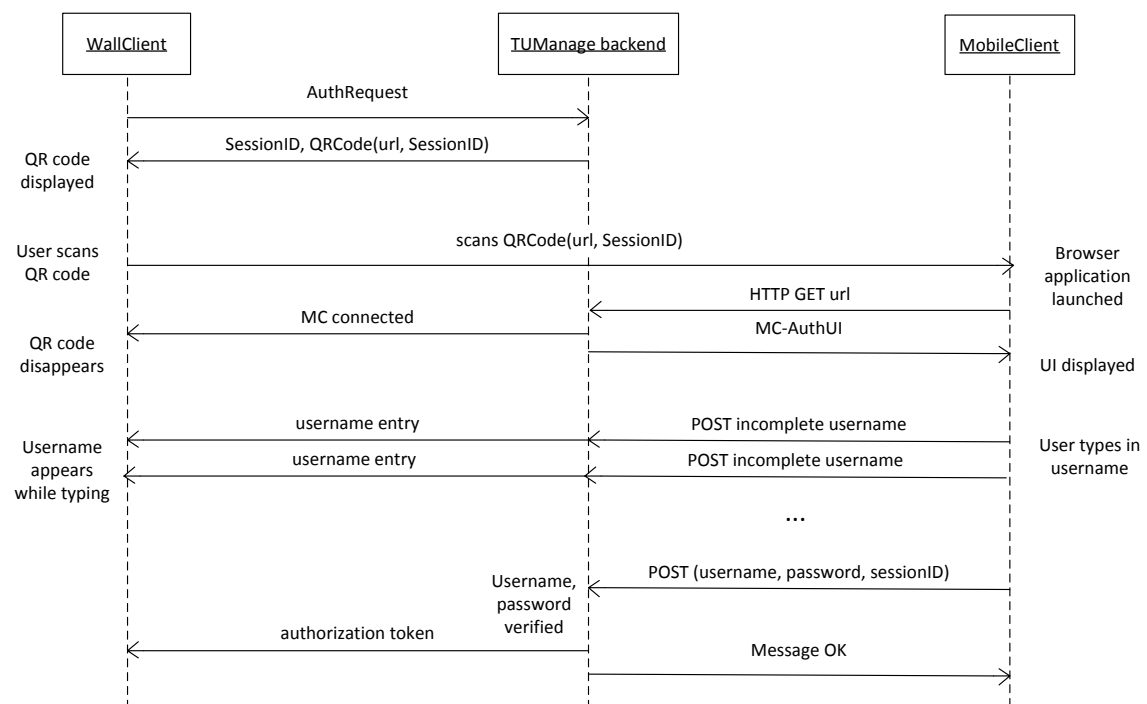 WallClient
TUManage backend
MobileClient
AuthRequest
SessionID, QRCode(url, SessionID)
QR code
displayed
scans QRCode(url, SessionID)
User scans
QR code
Browser
application
launched
HTTP GET url
MC connected
MC-AuthUI
QR code
disappears
UI displayed
username entry
POST incomplete username
Username
appears
while typing
User types in
username
username entry
POST incomplete username
...
POST (username, password, sessionID)
Username,
password
verified
authorization token
Message OK